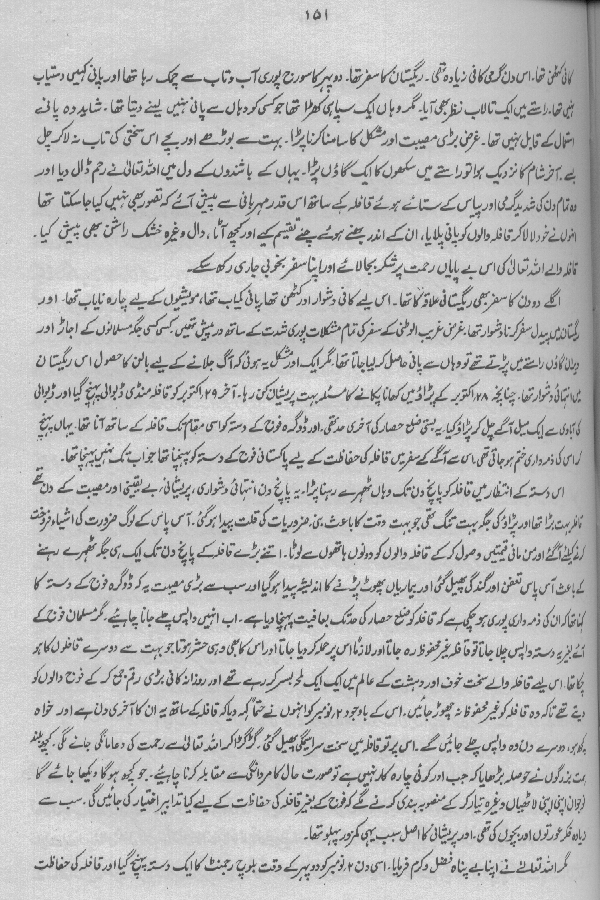 ۱۵۱
کافی کٹھن تھا۔ اس دن گرمی کافی زیادہ تھی۔ ریگستان کا سفر تھا۔ دوپہر کا سورج پوری آب و تاب سے چمک رہا تھا اور پانی کہیں دستیاب
نہیں تھا۔ راستے میں ایک تالاب نظر بھی آیا۔ مگر وہاں ایک سپاہی کھڑا تھا جو کسی کو وہاں سے پانی نہیں لینے دیتا تھا۔ شاید وہ پانی
استعمال کے قابل نہیں تھا۔ غرض بڑی مصیبت اور مشکل کا سامنا کرنا پڑا۔ بہت سے بوڑھے اور بچے اس سختی کی تاب نہ لا کر چل
بسے۔ آخر شام کا نزدیک ہوا تو راستے میں سکھوں کا ایک گاؤں پڑا۔ یہاں کے باشندوں کے دل میں اللہ تعالیٰ نے رحم ڈال دیا اور
وہ تمام دن کی شدید گرمی اور پیاس کے ستائے ہوئے قافلہ کے ساتھ اس قدر مہربانی سے پیش آئے کہ تصور بھی نہیں کیا جا سکتا تھا
انہوں نے خود لا لا کر قافلہ والوں کو پانی پلایا، ان کے اندر بھنے ہوئے چنے تقسیم کیے اور کچھ آٹا، دال وغیرہ خشک راشن بھی پیش کیا۔
قافلہ والے اللہ تعالیٰ کی اس بے پایاں رحمت پر شکر بجا لائے اور اپنا سفر بخوبی جاری رکھ سکے۔
اگلے دو دن کا سفر بھی ریگستانی علاقہ کا تھا۔ اس لیے کافی دشوار اور کٹھن تھا، پانی کمیاب تھا، مویشیوں کے لیے چارہ نایاب تھا۔ اور
ریگستان میں پیدل سفر کرنا دشوار تھا۔ غرض غریب الوطنی کے سفر کی تمام مشکلات پوری شدت کے ساتھ درپیش تھیں۔ کسی کسی جگہ مسلمانوں کے اجاڑ اور
ویران گاؤں راستے میں پڑتے تھے تو وہاں سے پانی حاصل کر لیا جاتا تھا، مگر ایک اور مشکل یہ ہوئی کہ آگ جلانے کے لیے بالن کا حصول اس ریگستان
میں انتہائی دشوار تھا۔ چنانچہ ۲۸ اکتوبر کے پڑاؤ میں کھانا پکانے کا مسئلہ بہت پریشان کن رہا۔ آخر ۲۹ اکتوبر کو قافلہ منڈی ڈبوالی پہنچ گیا اور ڈبوالی
کی آبادی سے ایک میل آگے چل کر پڑاؤ کیا۔ یہ بستی ضلع حصار کی آخری حد تھی۔ اور ڈوگرہ فوج کے دستہ کو اسی مقام تک قافلہ کے ساتھ آنا تھا۔ یہاں پہنچ
کر اس کی ذمہ داری ختم ہو جاتی تھی۔ اس سے آگے کے سفر میں قافلہ کی حفاظت کے لیے پاکستانی فوج کے دستہ کو پہنچنا تھا جو اب تک نہیں پہنچا تھا۔
اس دستہ کے انتظار میں قافلہ کو پانچ دن تک وہاں ٹھہرے رہنا پڑا۔ یہ پانچ دن انتہائی دشواری، پریشانی، بے یقینی اور مصیبت کے دن تھے
قافلہ بہت بڑا تھا اور پڑاؤ کی جگہ بہت تنگ تھی جو بہت دقت کا باعث بنی، ضروریات کی قلت پیدا ہو گئی۔ آس پاس کے لوگ ضرورت کی اشیاء فروخت
کرنے کیلئے آگئے اور من مانی قیمتیں وصول کر کے قافلہ والوں کو دونوں ہاتھوں سے لوٹا۔ اتنے بڑے قافلہ کے پانچ دن تک ایک ہی جگہ ٹھہرے رہنے
کے باعث آس پاس تعفن اور گندگی پھیل گئی اور بیماریاں پھوٹ پڑنے کا اندیشہ پیدا ہو گیا اور سب سے بڑی مصیبت یہ کہ ڈوگرہ فوج کے دستہ کا
کہنا تھا کہ ان کی ذمہ داری پوری ہو چکی ہے کہ قافلہ کو ضلع حصار کی حد تک بعافیت پہنچا دیا ہے۔ اب انہیں واپس چلے جانا چاہیئے۔ مگر مسلمان فوج کے
آئے بغیر یہ دستہ واپس چلا جاتا تو قافلہ غیر محفوظ رہ جاتا اور لازماً اس پر حملہ کر دیا جاتا اور اس کا بھی وہی حشر ہوتا جو بہت سے دوسرے قافلوں کا ہو
چکا تھا۔ اس لیے قافلہ والے سخت خوف اور دہشت کے عالم میں ایک ایک لمحہ بسر کر رہے تھے اور روزانہ کافی بڑی رقم جمع کر کے فوج والوں کو
دیتے تھے تاکہ وہ قافلہ کو غیر محفوظ نہ چھوڑ جائیں۔ اس کے باوجود ۲ نومبر کو انہوں نے حتماً کہہ دیا کہ قافلہ کے ساتھ یہ ان کا آخری دن ہے اور خواہ
کچھ ہو، دوسرے دن وہ واپس چلے جائیں گے۔ اس پر تو قافلہ میں سخت سراسیمگی پھیل گئی۔ گڑگڑا کر اللہ تعالیٰ سے رحمت کی دعا مانگی جانے لگی۔ کچھ بلند
ہمت بزرگوں نے حوصلہ بڑھایا کہ جب اور کوئی چارہ کار نہیں ہے تو صورت حال کا مردانگی سے مقابلہ کرنا چاہیئے۔ جو کچھ ہو گا دیکھا جائے گا
نوجوان اپنی اپنی لاٹھیاں وغیرہ تیار کر کے منصوبہ بندی کرنے لگے کہ فوج کے بغیر قافلہ کی حفاظت کے لیے کیا تدابیر اختیار کی جائیں گی۔ سب سے
زیادہ فکر عورتوں اور بچوں کی تھی۔ اور پریشانی کا اصل سبب یہی کمزور پہلو تھا۔
مگر اللہ تعالےٰ نے اپنا بے پناہ فضل و کرم فرمایا۔ اسی دن ۲ نومبر کو دوپہر کے وقت بلوچ رجمنٹ کا ایک دستہ پہنچ گیا اور قافلہ کی حفاظت